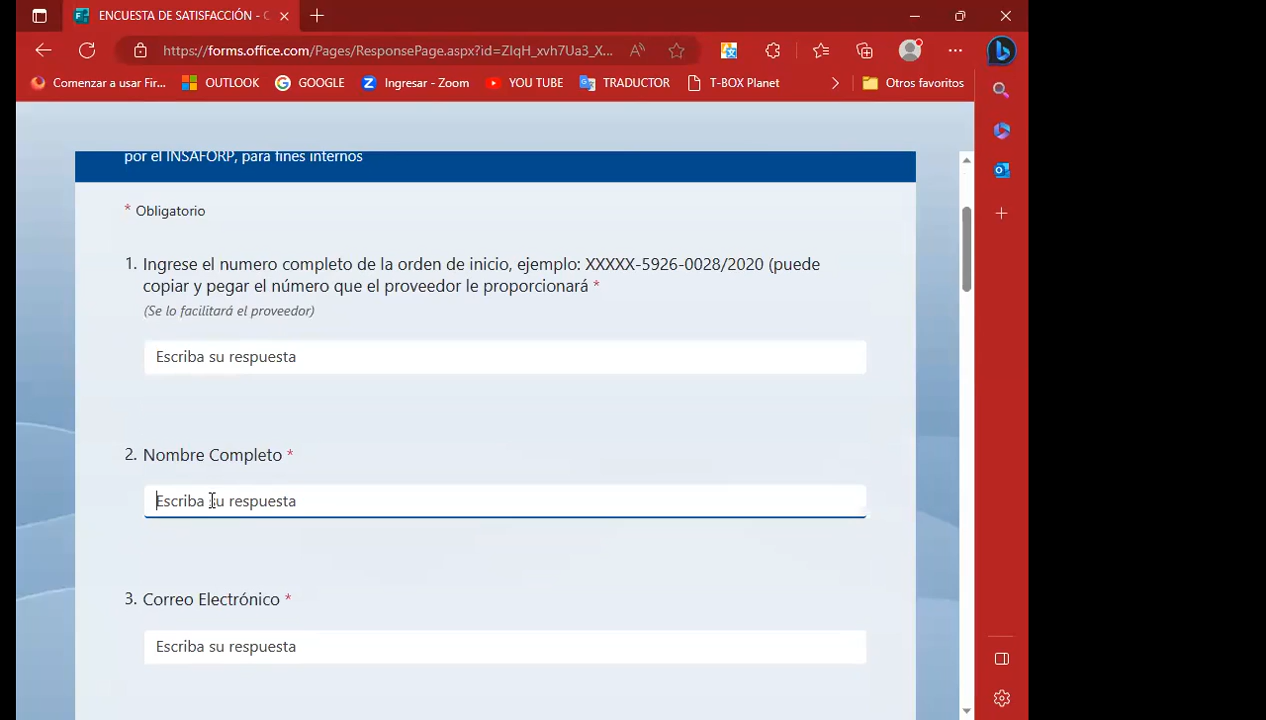 ENCUESTA DE SATISFACCIÓN - C
https://forms.office.com/Pages/ResponsePage.aspx?id=ZIqH_xvh7Ua3_X...
Comenzar a usar Fir...
OUTLOOK
GOOGLE
Ingresar - Zoom
YOU TUBE
TRADUCTOR
T-BOX Planet
Otros favoritos
por el INSAFORP, para fines internos
* Obligatorio
1. Ingrese el numero completo de la orden de inicio, ejemplo: XXXXX-5926-0028/2020 (puede
copiar y pegar el número que el proveedor le proporcionará *
(Se lo facilitará el proveedor)
Escriba su respuesta
2. Nombre Completo *
Escriba su respuesta
3. Correo Electrónico *
Escriba su respuesta